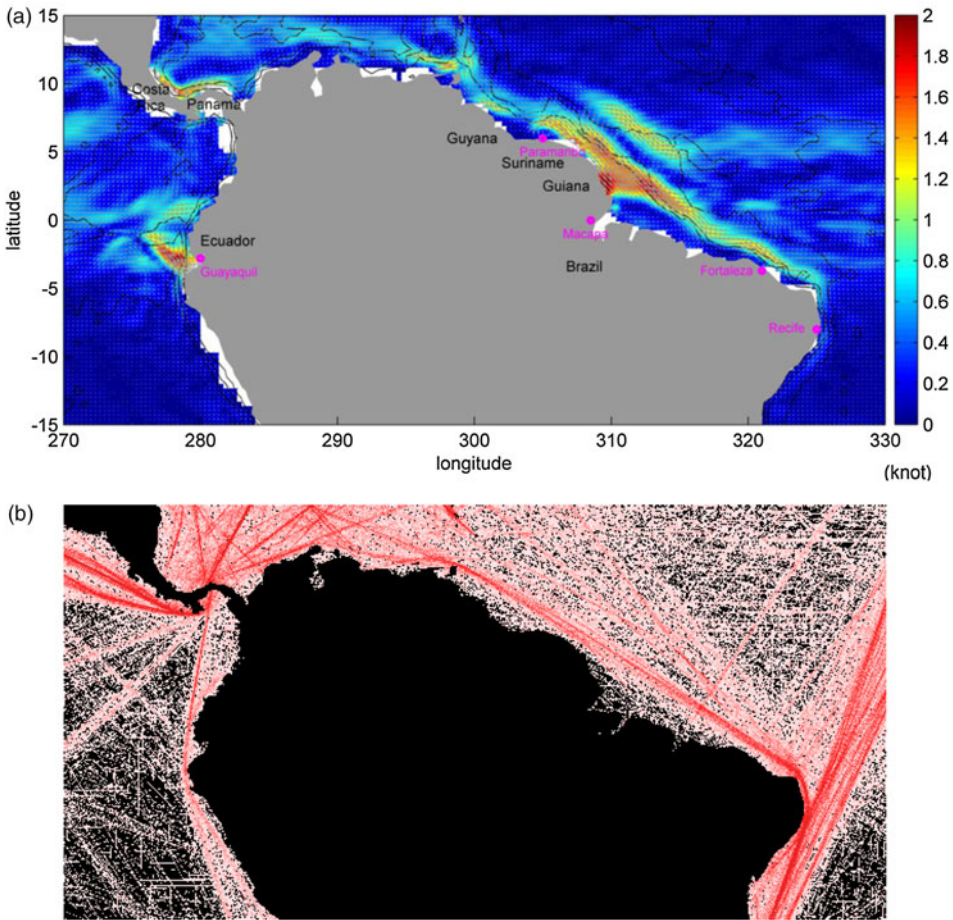 (a)
15
10
5
0
-5
-10
-15
latitude
270
280
290
300
310
320
330
longitude
Costa
Rica
Panama
Guyana
Paramaribo
Suriname
Guiana
Macapa
Brazil
Ecuador
Guayaquil
Fortaleza
Recife
2
1.8
1.6
1.4
1.2
1
0.8
0.6
0.4
0.2
0
(knot)
(b)